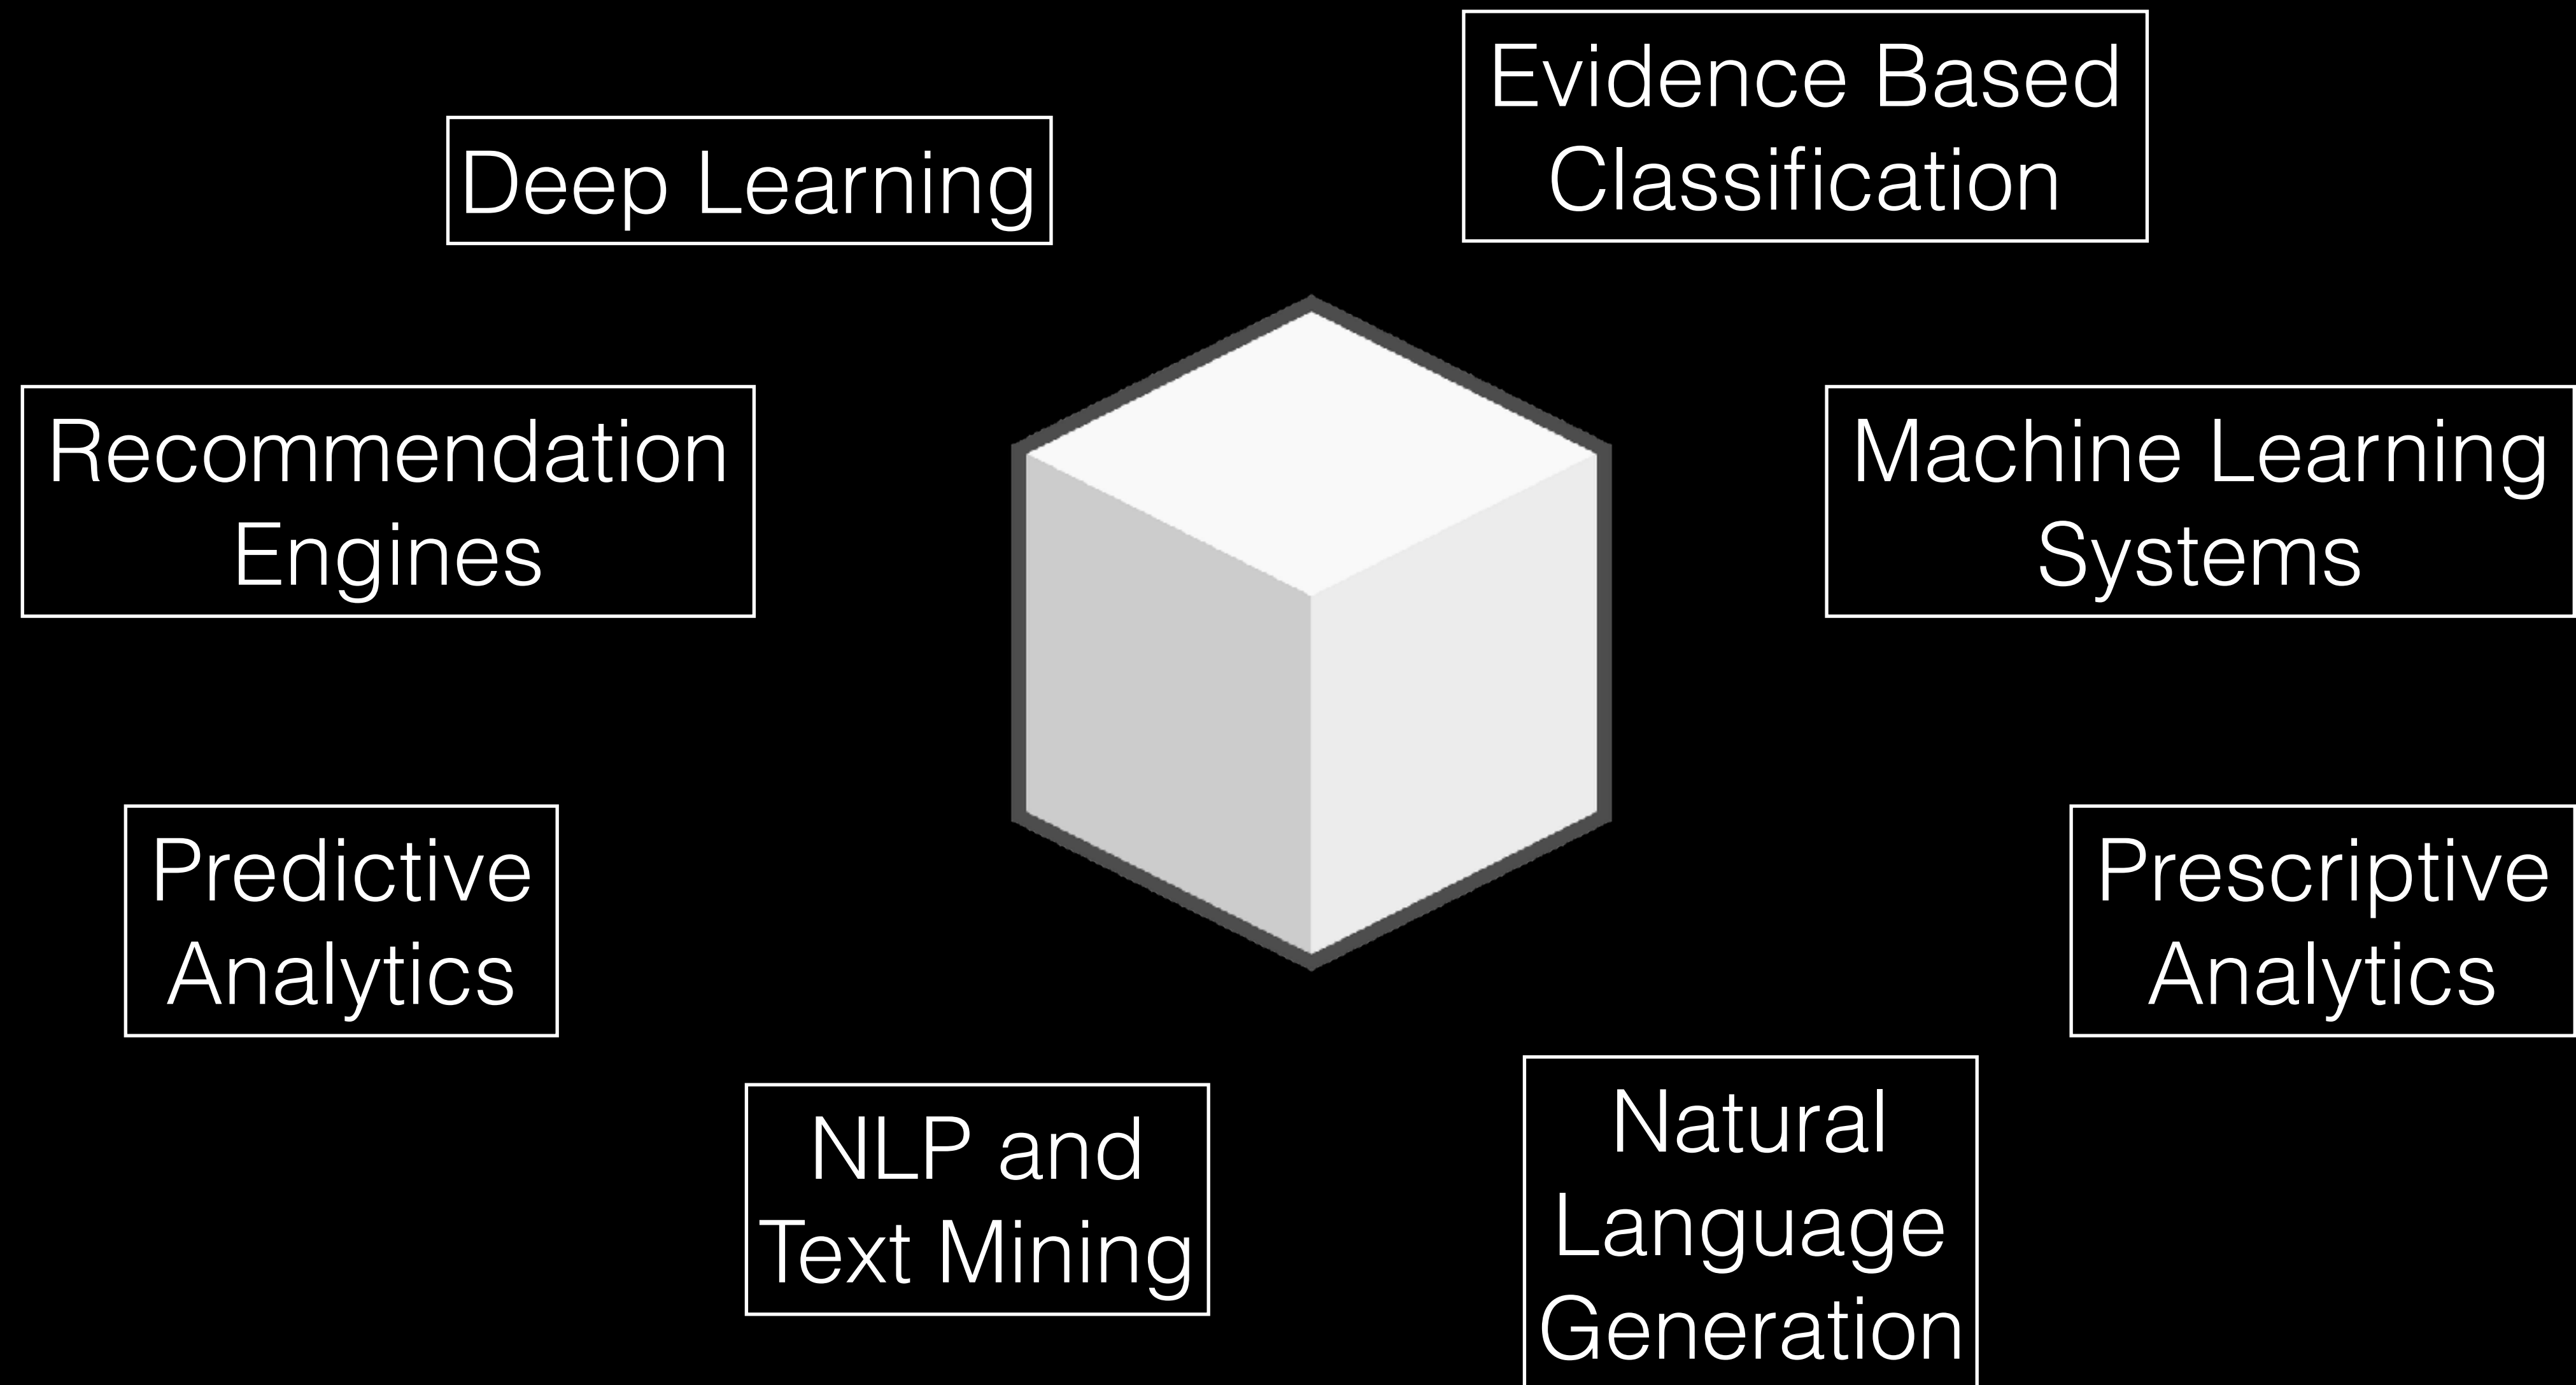 Evidence Based
Classification
Deep Learning
Recommendation
Engines
Machine Learning
Systems
Predictive
Analytics
Prescriptive
Analytics
NLP and
Text Mining
Natural
Language
Generation